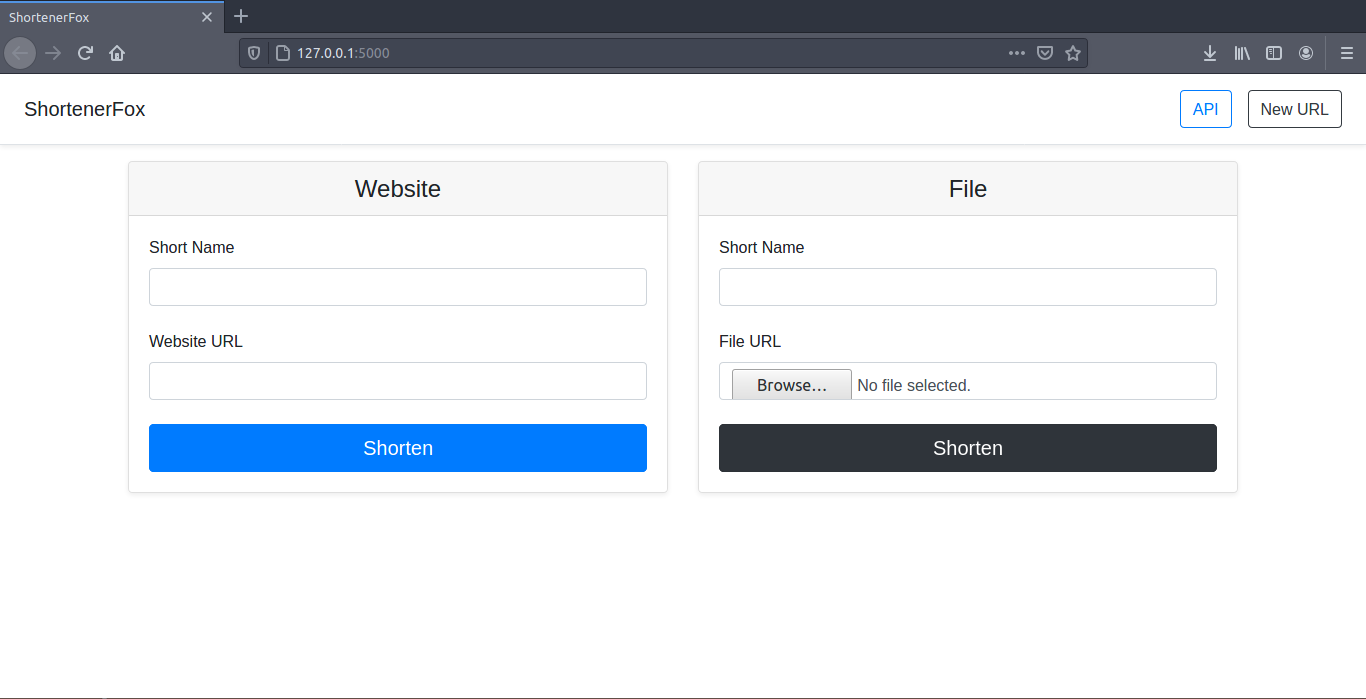 ShortenerFox
127.0.0.1:5000
ShortenerFox
API
New URL
Website
Short Name
Website URL
Shorten
File
Short Name
File URL
Browse...
No file selected.
Shorten